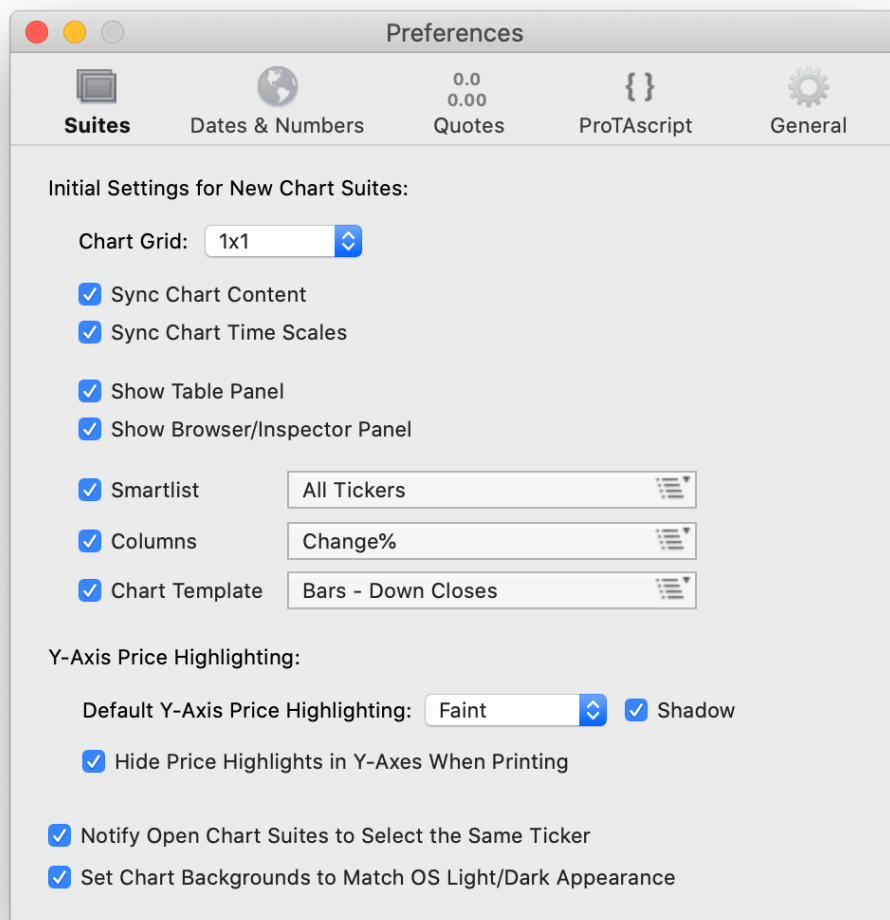 Preferences
0.0
0.00
{ }
Suites Dates & Numbers Quotes ProTAscript General
Initial Settings for New Chart Suites:
Chart Grid: 1x1
Sync Chart Content
Sync Chart Time Scales
Show Table Panel
Show Browser/Inspector Panel
Smartlist All Tickers
Columns Change%
Chart Template Bars - Down Closes
Y-Axis Price Highlighting:
Default Y-Axis Price Highlighting: Faint Shadow
Hide Price Highlights in Y-Axes When Printing
Notify Open Chart Suites to Select the Same Ticker
Set Chart Backgrounds to Match OS Light/Dark Appearance